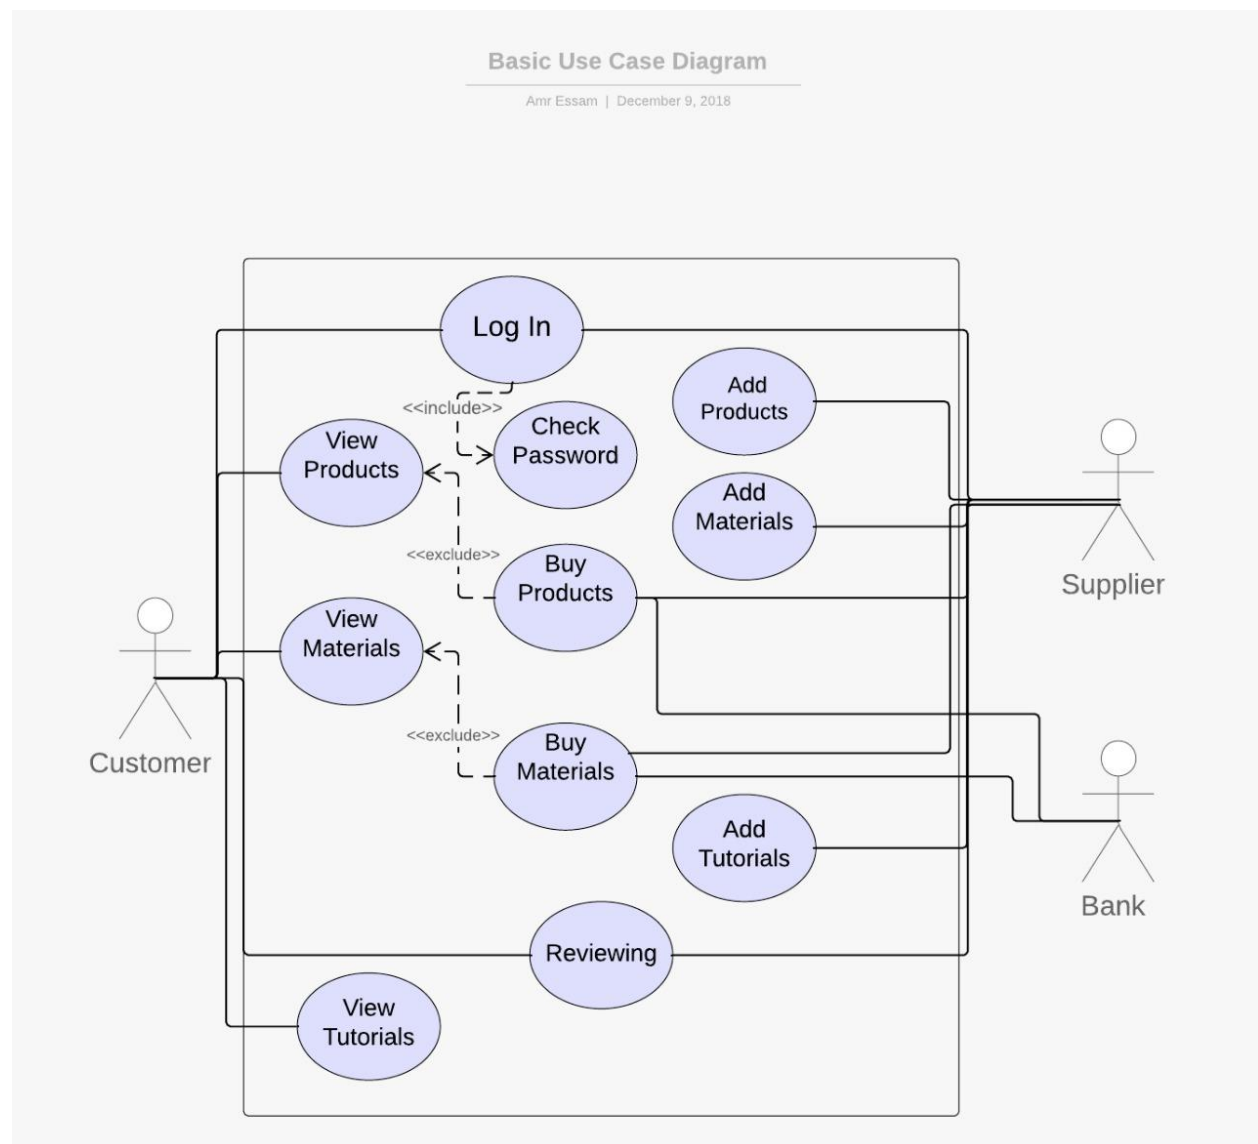 Basic Use Case Diagram
Amr Essam | December 9, 2018
Log In
Add
Products
<<include>>
Check
Password
View
Products
Add
Materials
<<exclude>>
Buy
Products
Supplier
View
Materials
<<exclude>>
Buy
Materials
Customer
Add
Tutorials
Bank
Reviewing
View
Tutorials